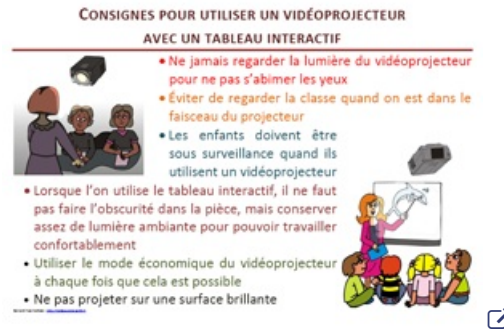 CONSIGNES POUR UTILISER UN VIDÉOPROJECTEUR
AVEC UN TABLEAU INTERACTIF
• Ne jamais regarder la lumière du vidéoprojecteur
pour ne pas s'abimer les yeux
• Éviter de regarder la classe quand on est dans le
faisceau du projecteur
• Les enfants doivent être
sous surveillance quand ils
utilisent un vidéoprojecteur
• Lorsque l'on utilise le tableau interactif, il ne faut
pas faire l'obscurité dans la pièce, mais conserver
assez de lumière ambiante pour pouvoir travailler
confortablement
• Utiliser le mode économique du vidéoprojecteur
à chaque fois que cela est possible
• Ne pas projeter sur une surface brillante